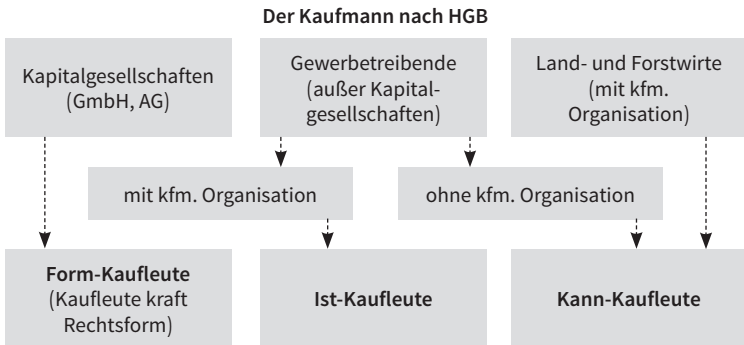 Der Kaufmann nach HGB
Kapitalgesellschaften
(GmbH, AG)
Gewerbetreibende
(außer Kapital-
gesellschaften)
Land- und Forstwirte
(mit kfm.
Organisation)
mit kfm. Organisation
ohne kfm. Organisation
Form-Kaufleute
(Kaufleute kraft
Rechtsform)
Ist-Kaufleute
Kann-Kaufleute